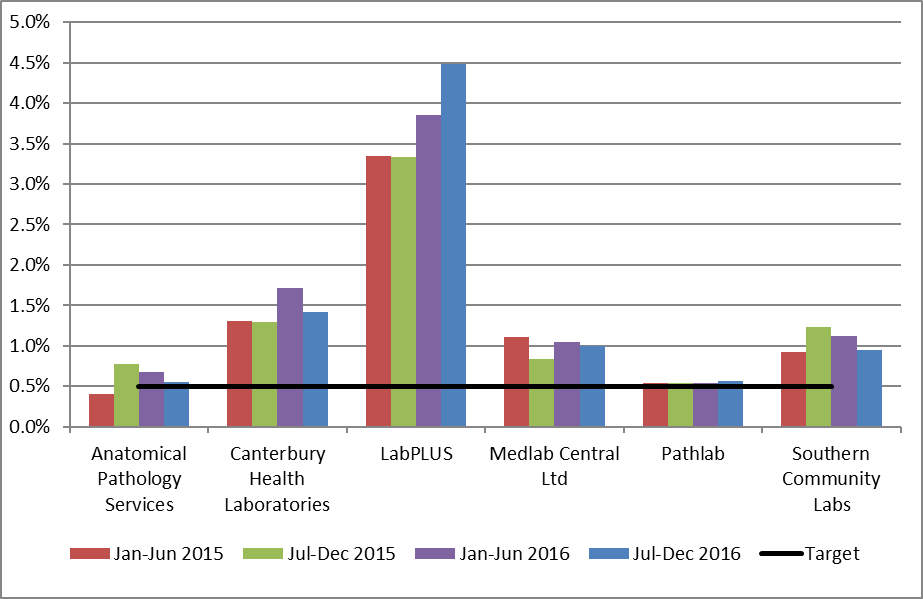 5.0%
4.5%
4.0%
3.5%
3.0%
2.5%
2.0%
1.5%
1.0%
0.5%
0.0%
Anatomical
Pathology
Services
Canterbury
Health
Laboratories
LabPLUS
Medlab Central
Ltd
Pathlab
Southern
Community
Labs
Jan-Jun 2015
Jul-Dec 2015
Jan-Jun 2016
Jul-Dec 2016
Target